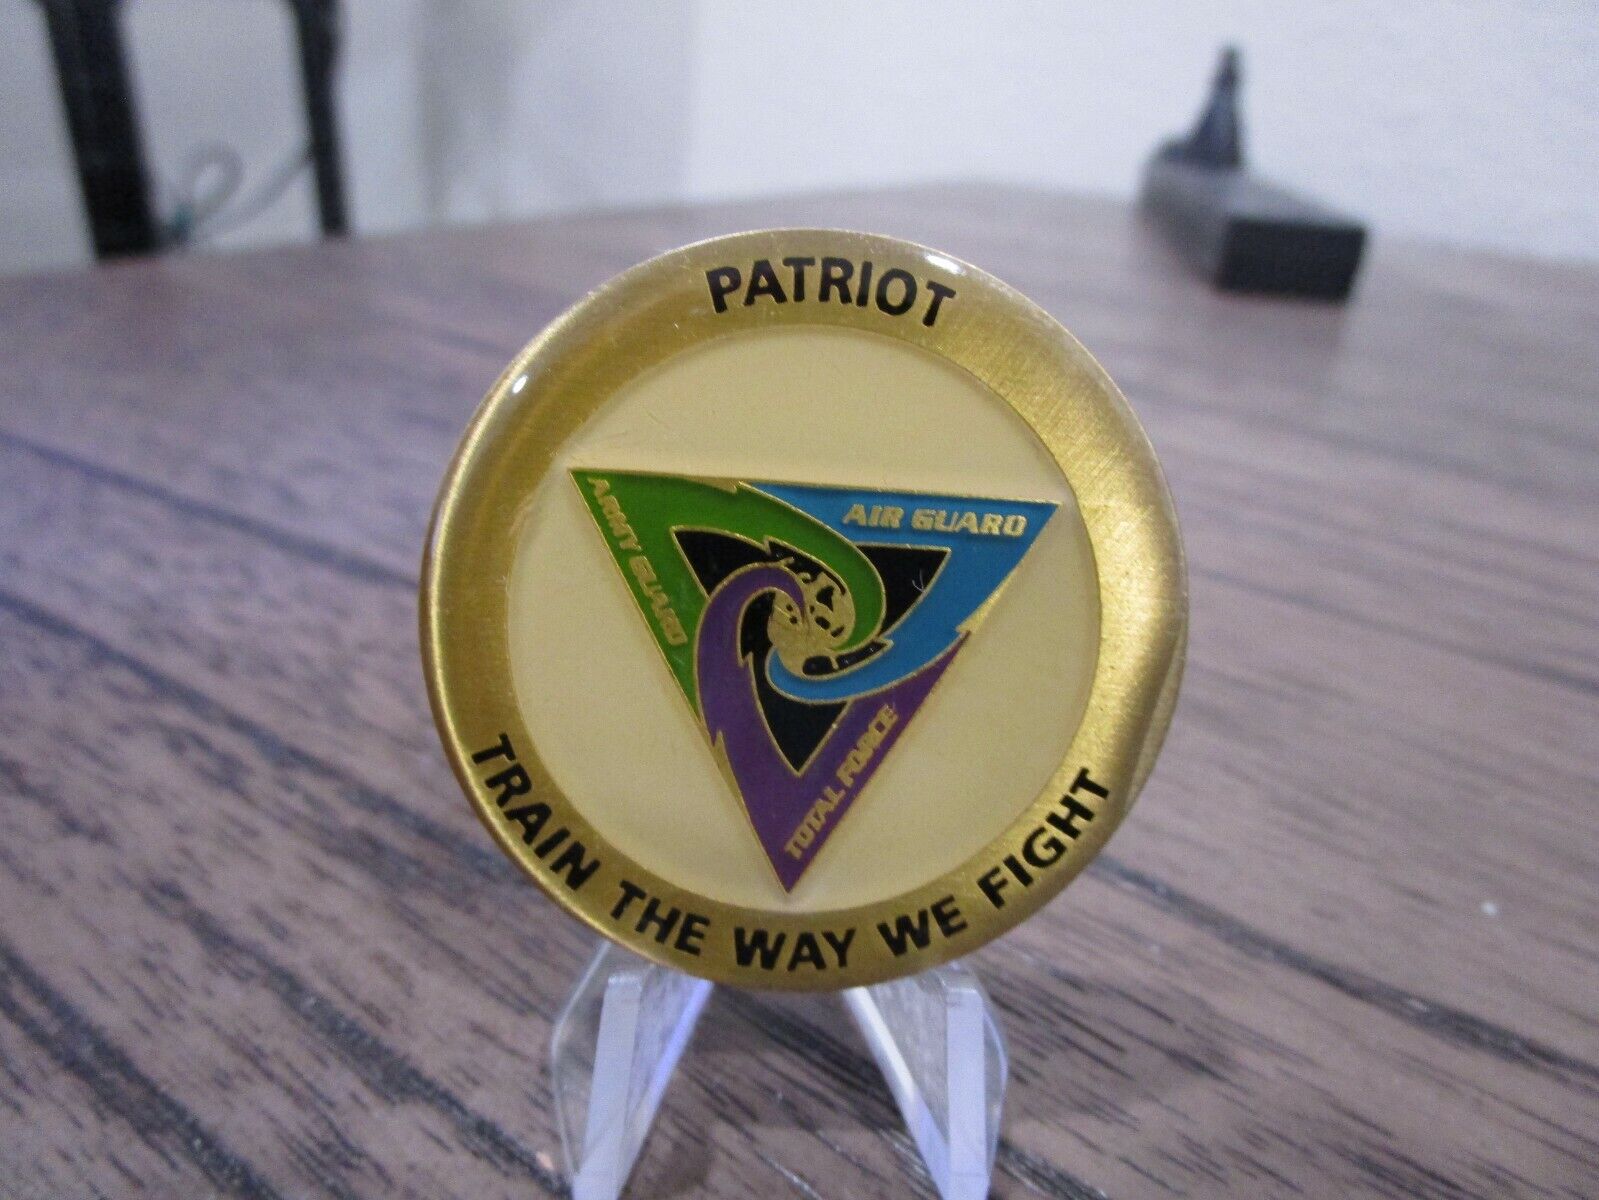 PATRIOT
ARMY GUARD
AIR GUARD
TOTAL FORCE
TRAIN THE WAY WE FIGHT